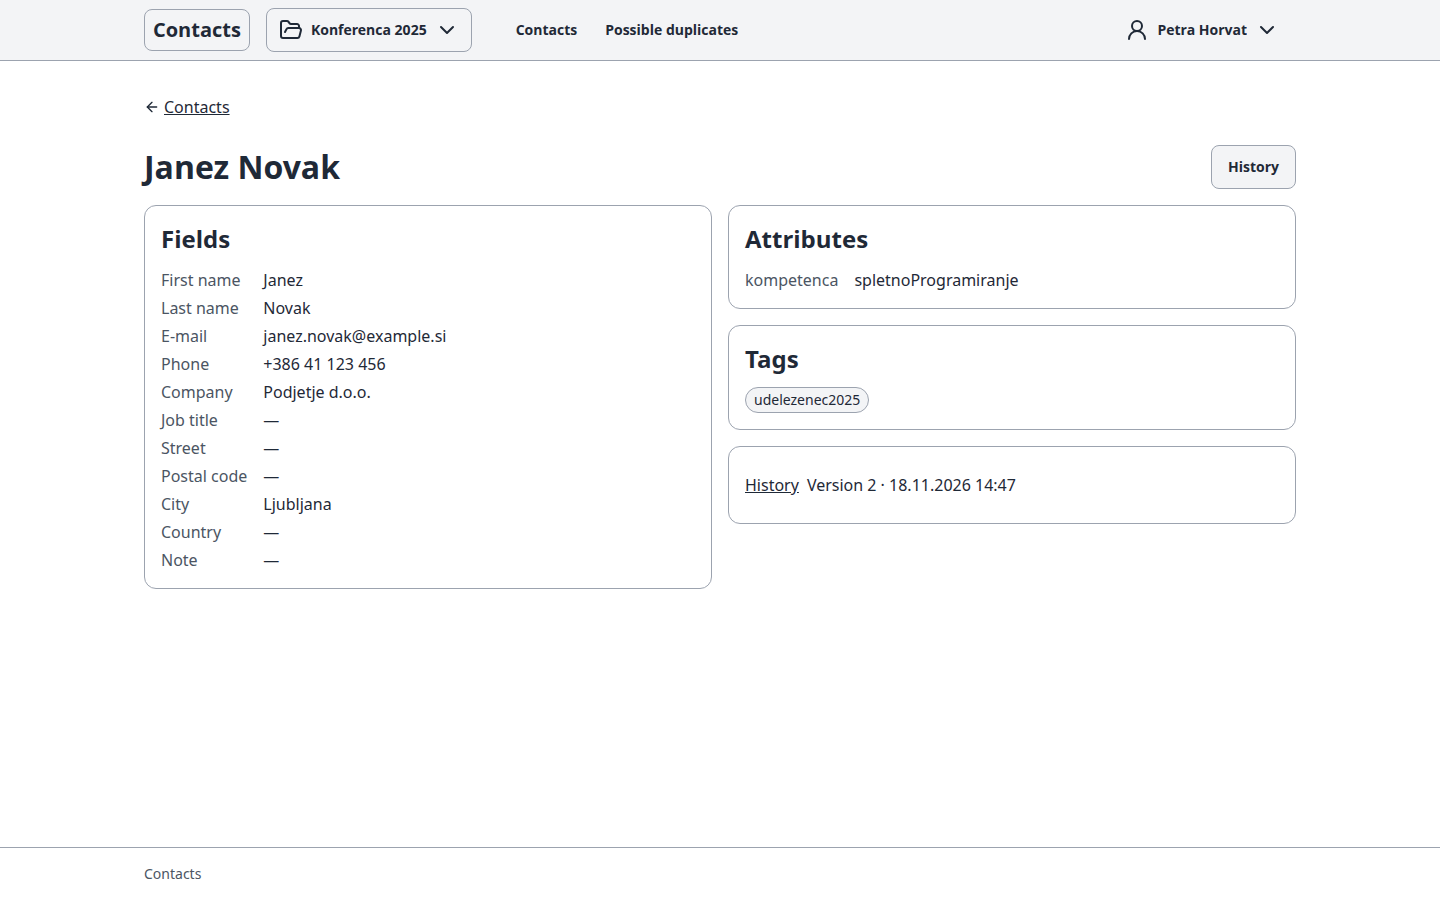 Contacts
Konferenca 2025
Contacts
Possible duplicates
Petra Horvat
← Contacts
Janez Novak
History
Fields
First name Janez
Last name Novak
E-mail janez.novak@example.si
Phone +386 41 123 456
Company Podjetje d.o.o.
Job title —
Street —
Postal code —
City Ljubljana
Country —
Note —
Attributes
kompetenca spletnoProgramiranje
Tags
udelezenec2025
History Version 2 · 18.11.2026 14:47
Contacts